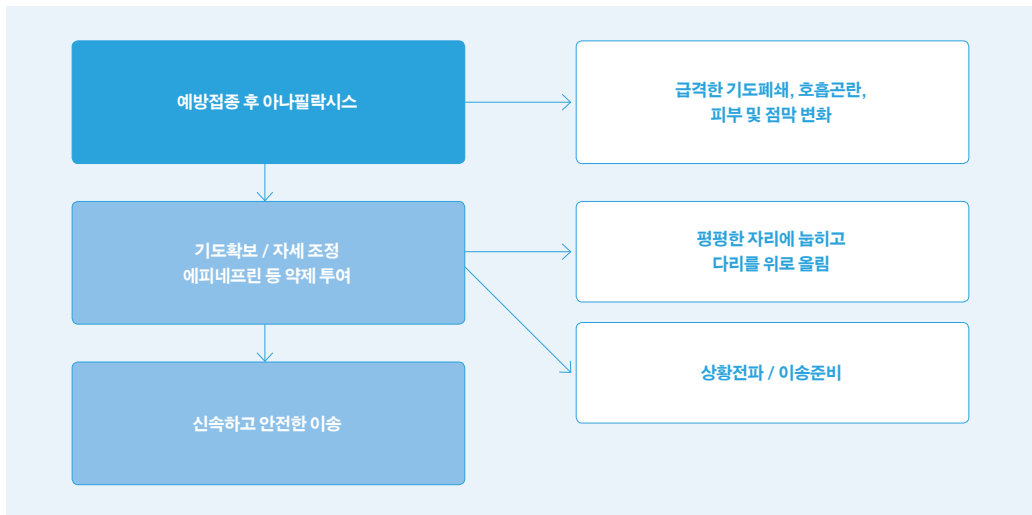 예방접종 후 아나필락시스
급격한 기도폐쇄, 호흡곤란,
피부 및 점막 변화
기도확보 / 자세 조정
에피네프린 등 약제 투여
평평한 자리에 눕히고
다리를 위로 올림
상황전파 / 이송준비
신속하고 안전한 이송